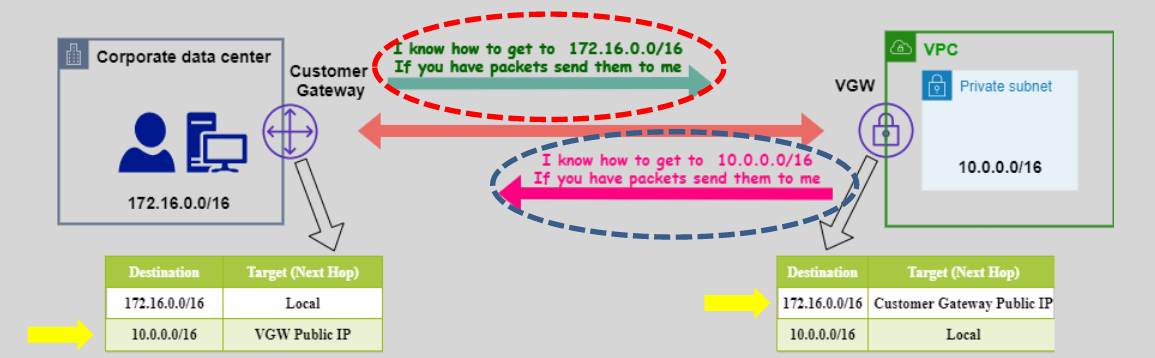 Corporate data center
172.16.0.0/16
Customer
Gateway
I know how to get to 172.16.0.0/16
If you have packets send them to me
I know how to get to 10.0.0.0/16
If you have packets send them to me
VGW
VPC
Private subnet
10.0.0.0/16
Destination Target (Next Hop)
172.16.0.0/16 Local
10.0.0.0/16 VGW Public IP
Destination Target (Next Hop)
172.16.0.0/16 Customer Gateway Public IP
10.0.0.0/16 Local